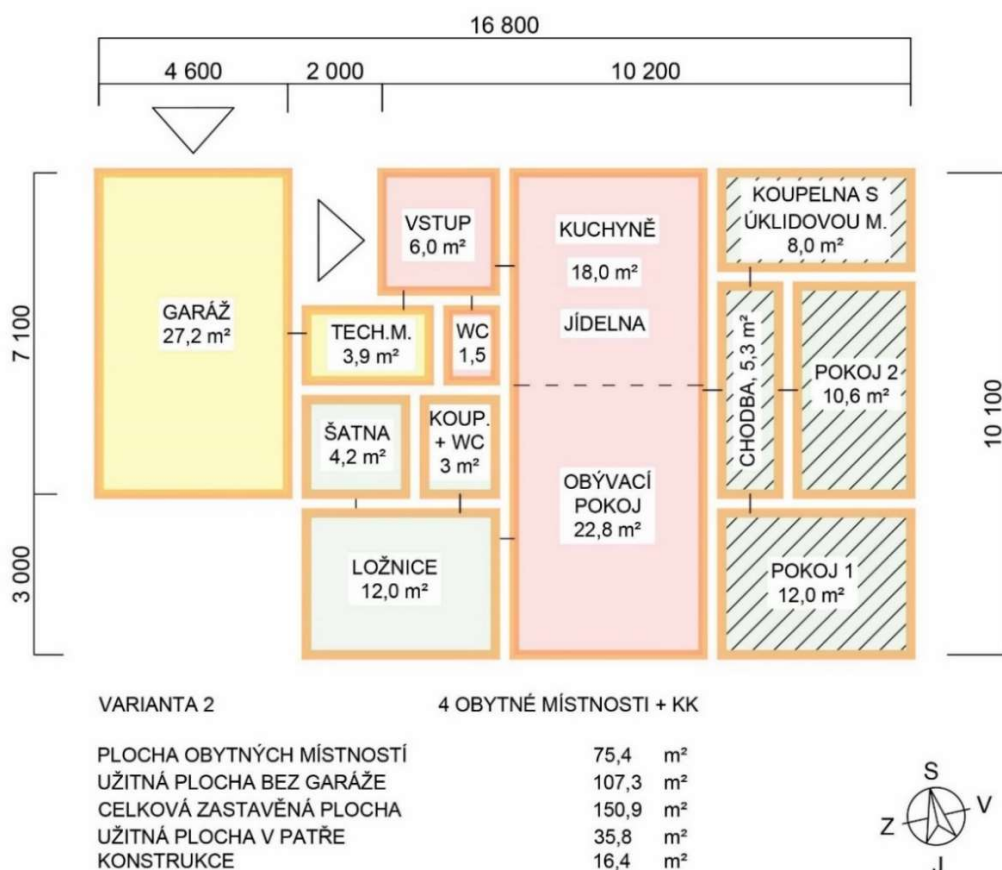 16 800
4 600
2 000
10 200
7 100
3 000
10 100
GARÁŽ
27,2 m²
VSTUP
6,0 m²
TECH.M.
3,9 m²
WC
1,5
ŠATNA
4,2 m²
KOUP.
+ WC
3 m²
LOŽNICE
12,0 m²
KUCHYNĚ
18,0 m²
JÍDELNA
OBÝVACÍ
POKOJ
22,8 m²
KOUPELNA S
ÚKLIDOVOU M.
8,0 m²
CHODBA, 5,3 m²
POKOJ 2
10,6 m²
POKOJ 1
12,0 m²
VARIANTA 2 4 OBYTNÉ MÍSTNOSTI + KK
PLOCHA OBYTNÝCH MÍSTNOSTÍ 75,4 m²
UŽITNÁ PLOCHA BEZ GARÁŽE 107,3 m²
CELKOVÁ ZASTAVĚNÁ PLOCHA 150,9 m²
UŽITNÁ PLOCHA V PATŘE 35,8 m²
KONSTRUKCE 16,4 m²
S
V
Z
J